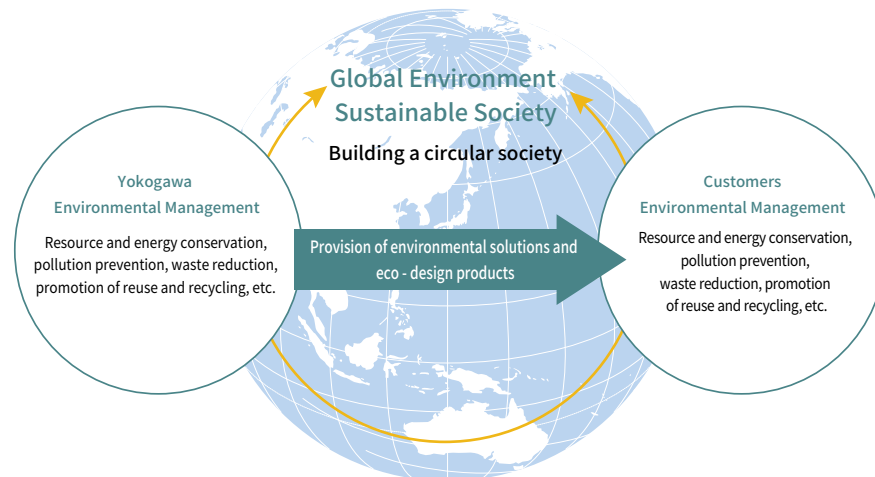 Global Environment
Sustainable Society
Building a circular society
Yokogawa
Environmental Management
Resource and energy conservation,
pollution prevention, waste reduction,
promotion of reuse and recycling, etc.
Provision of environmental solutions and
eco - design products
Customers
Environmental Management
Resource and energy conservation,
pollution prevention,
waste reduction, promotion
of reuse and recycling, etc.